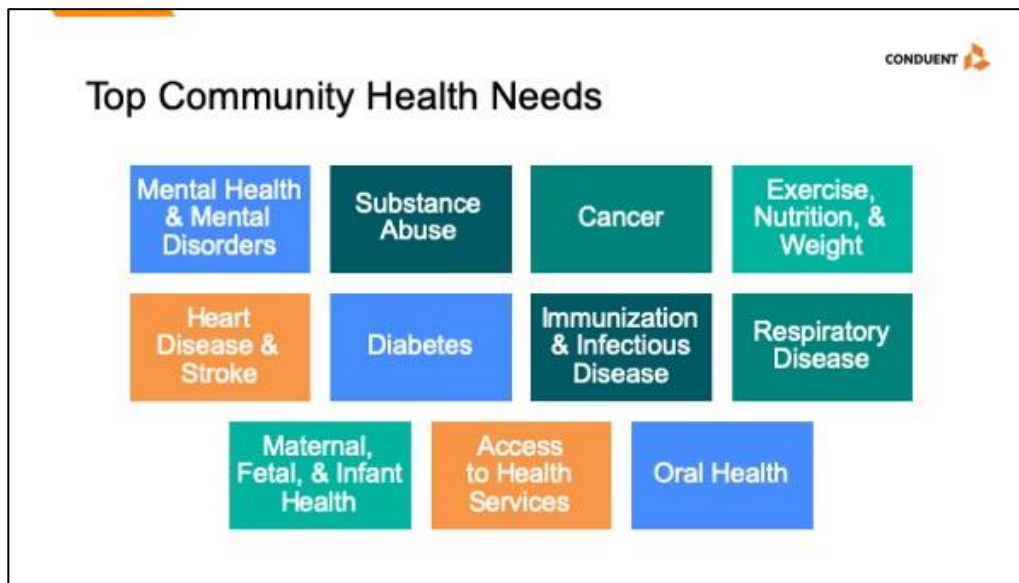 CONDUENT
Top Community Health Needs
Mental Health
& Mental
Disorders
Substance
Abuse
Cancer
Exercise,
Nutrition, &
Weight
Heart
Disease &
Stroke
Diabetes
Immunization
& Infectious
Disease
Respiratory
Disease
Maternal,
Fetal, & Infant
Health
Access
to Health
Services
Oral Health